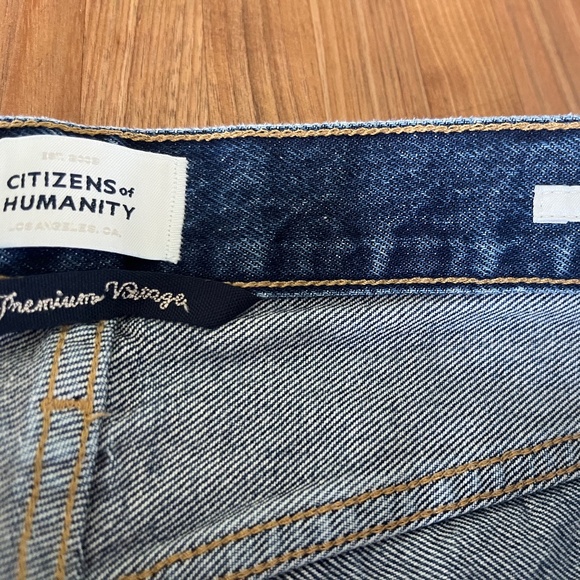 EST. 2003
CITIZENS of
HUMANITY
LOS ANGELES, CA.
Premium Vintage